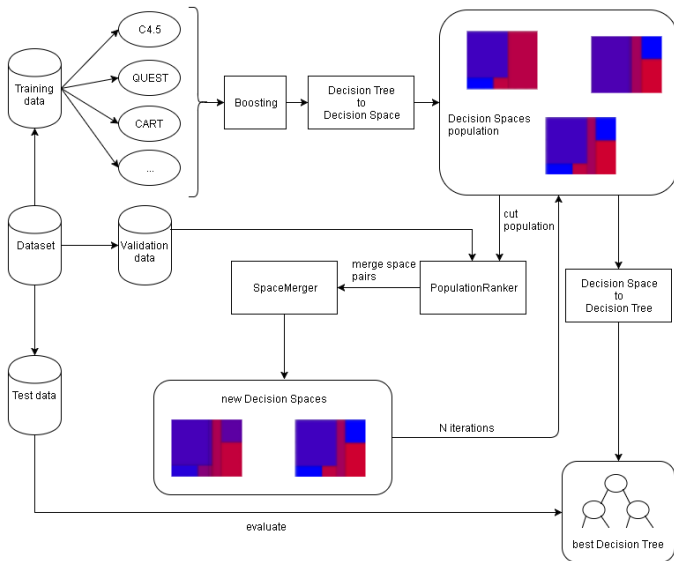 C4.5
Training
data
QUEST
CART
...
Boosting
Decision Tree
to
Decision Space
Decision Spaces
population
cut
population
Dataset
Validation
data
merge space
pairs
SpaceMerger
PopulationRanker
Decision Space
to
Decision Tree
Test data
new Decision Spaces
N iterations
evaluate
best Decision Tree